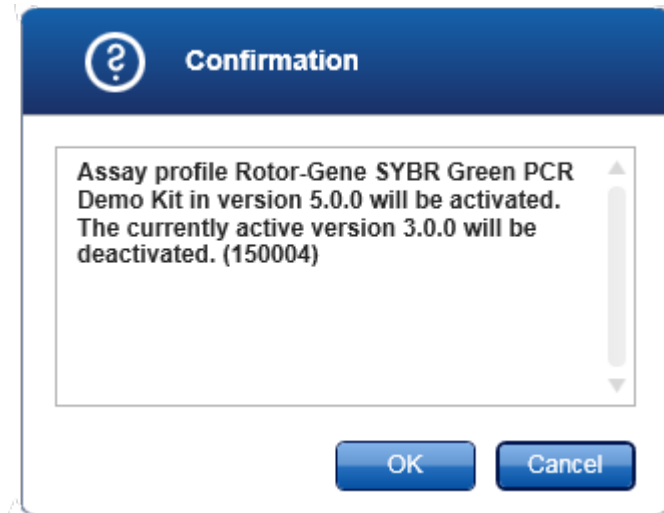 Confirmation
Assay profile Rotor-Gene SYBR Green PCR
Demo Kit in version 5.0.0 will be activated.
The currently active version 3.0.0 will be
deactivated. (150004)
OK
Cancel